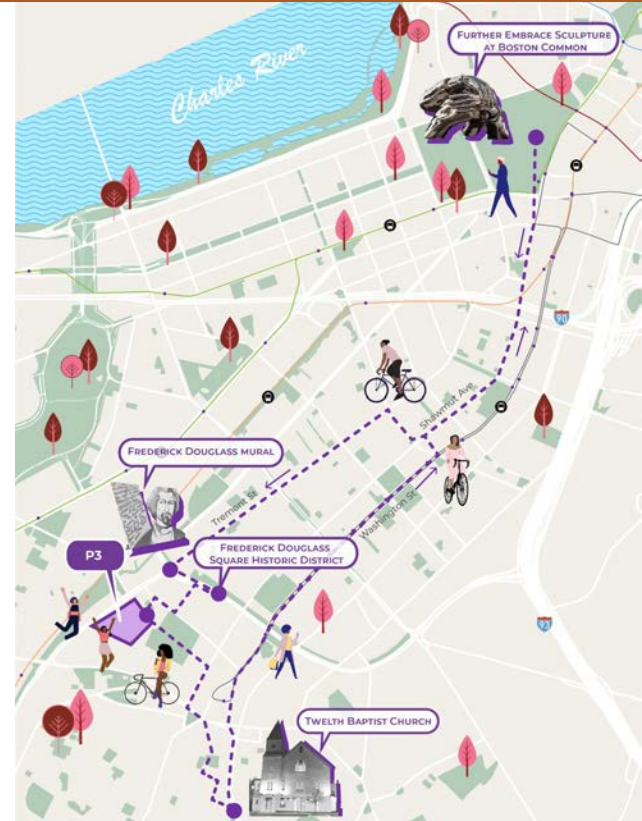 FURTHER EMBRACE SCULPTURE
AT BOSTON COMMON
Charles River
90
Shawmut Ave
FREDERICK DOUGLASS MURAL
Tremont St
Washington St
P3
FREDERICK DOUGLASS
SQUARE HISTORIC DISTRICT
TWELTH BAPTIST CHURCH